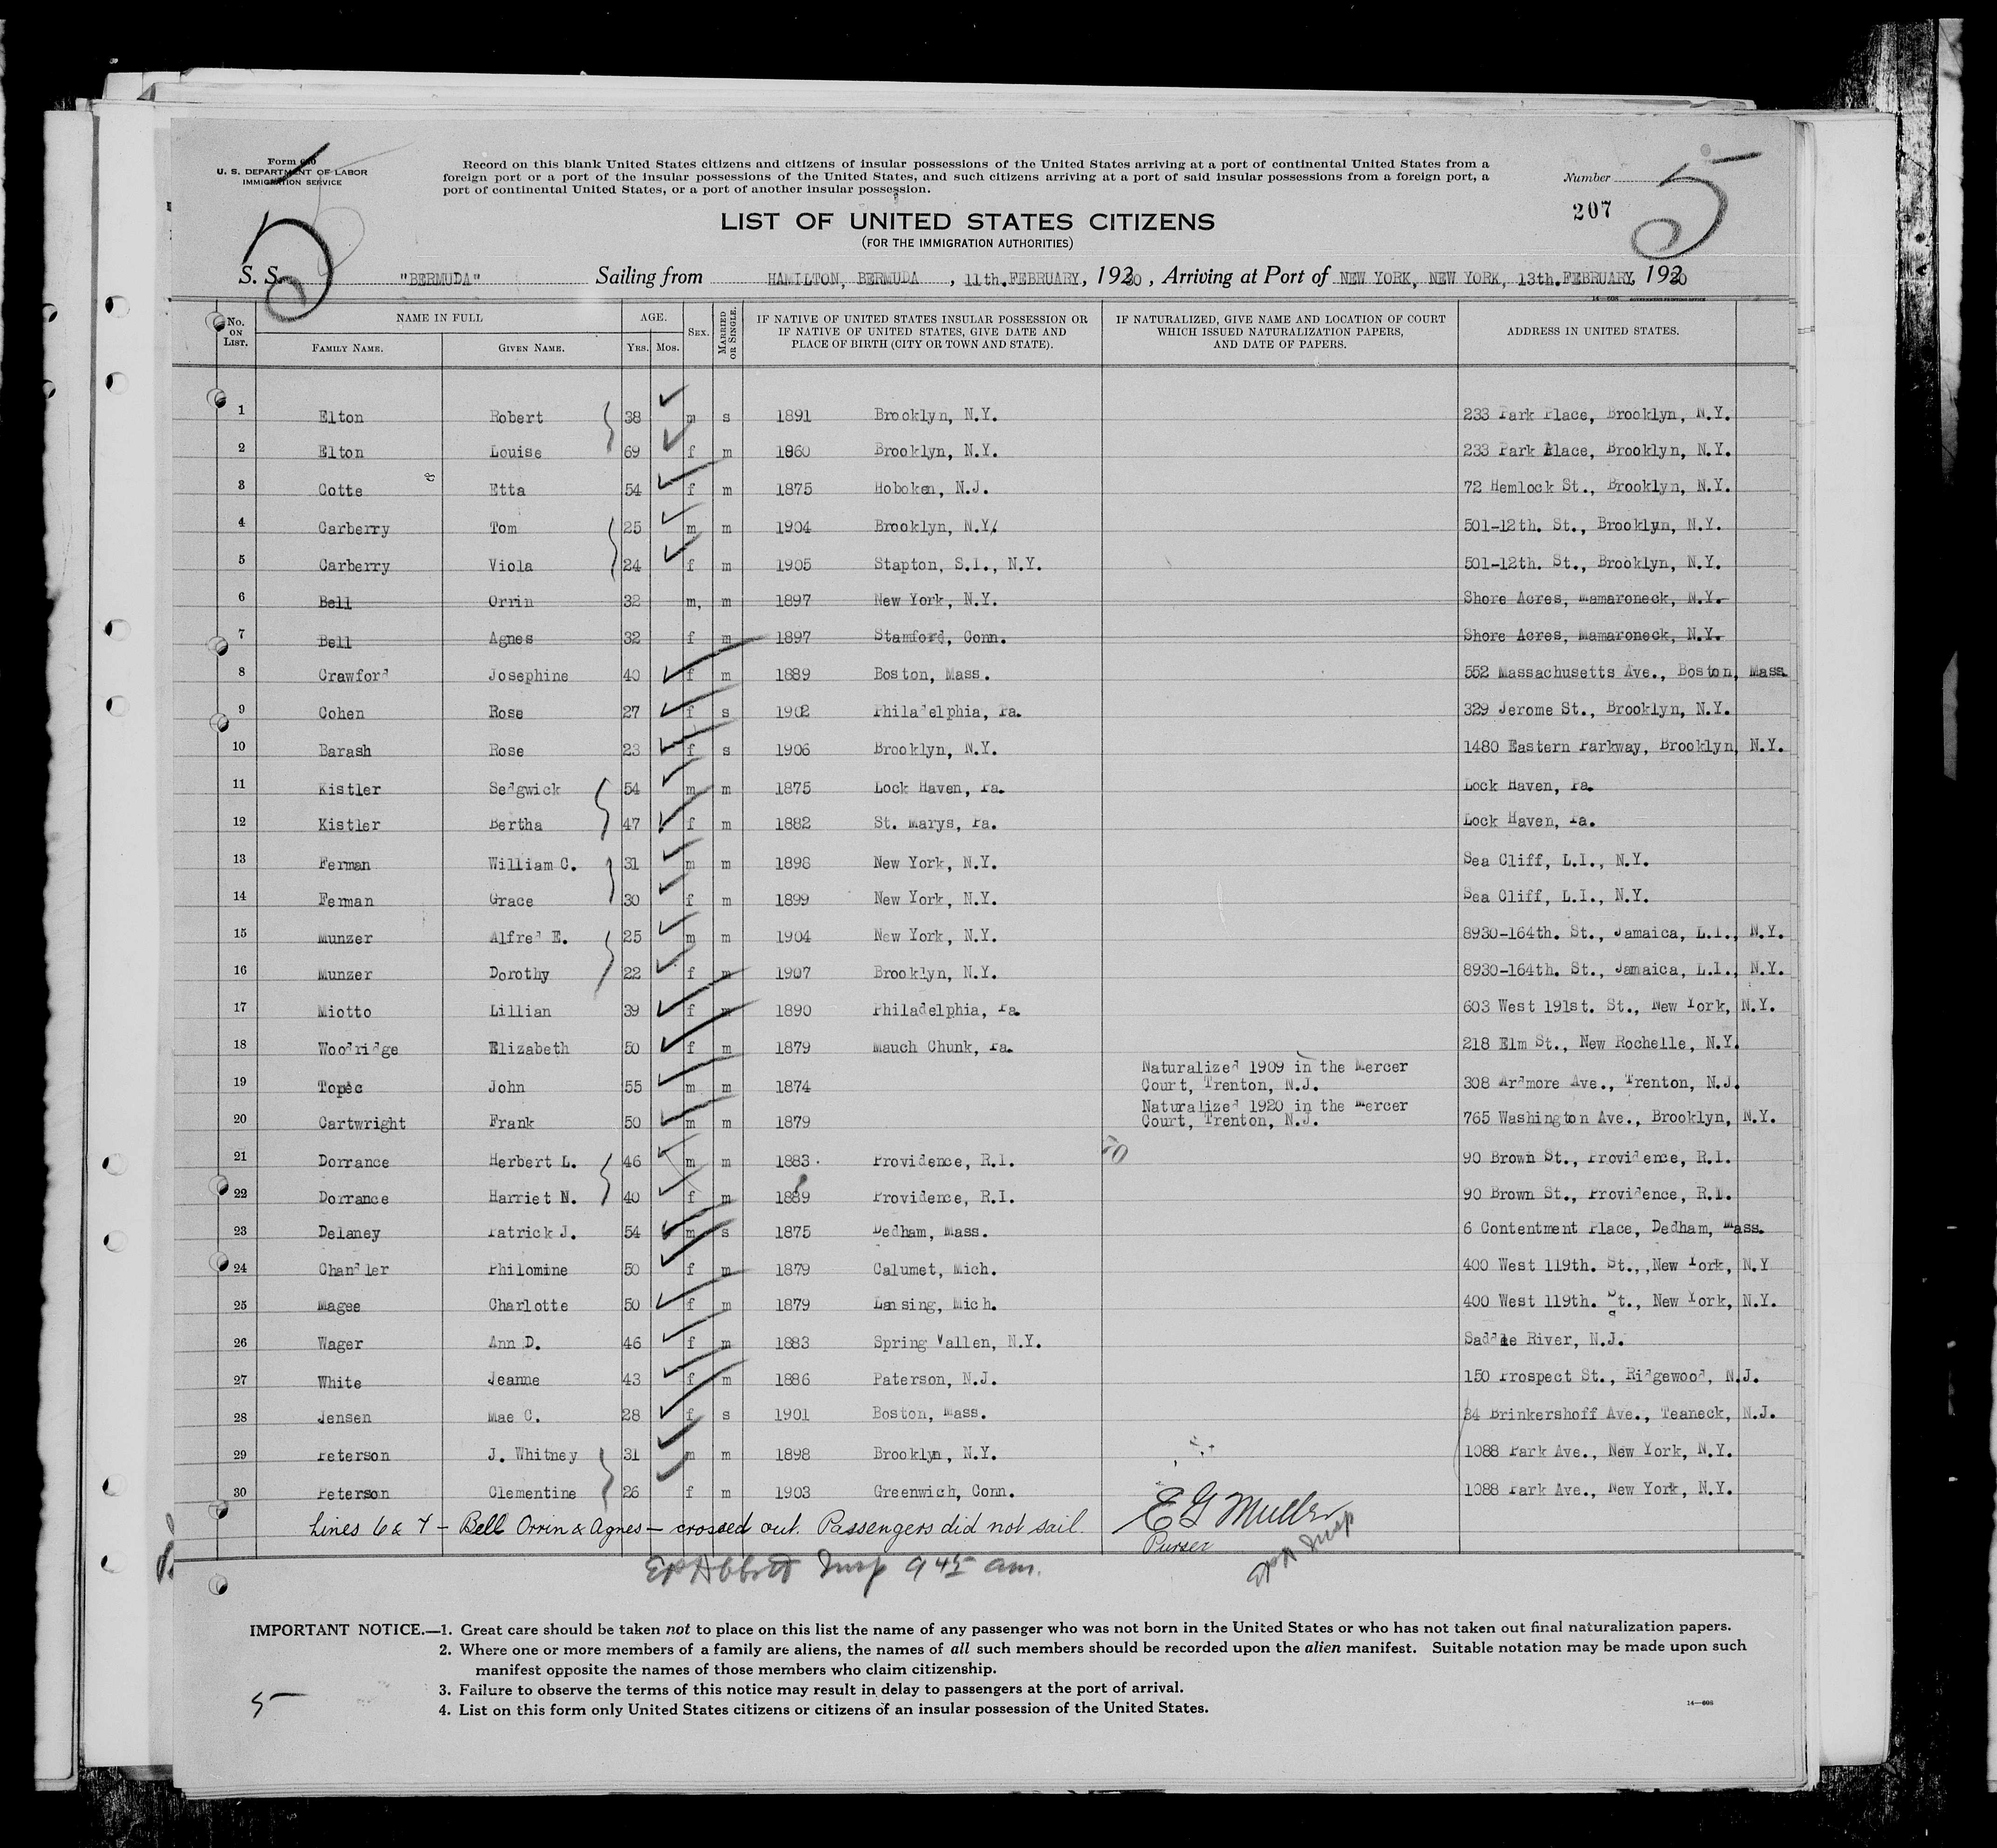 Form 630
U. S. DEPARTMENT OF LABOR
IMMIGRATION SERVICE
Record on this blank United States citizens and citizens of insular possessions of the United States arriving at a port of continental United States from a
foreign port or a port of the insular possessions of the United States, and such citizens arriving at a port of said insular possessions from a foreign port, a
port of continental United States, or a port of another insular possession.
Number
207
5
5
LIST OF UNITED STATES CITIZENS
(FOR THE IMMIGRATION AUTHORITIES)
S. S. "BERMUDA" Sailing from HAMILTON, BERMUDA, 11th. FEBRUARY, 1930, Arriving at Port of NEW YORK, NEW YORK, 13th. FEBRUARY, 1930
No. ON LIST. NAME IN FULL FAMILY NAME. GIVEN NAME. AGE. YRS. MOS. SEX. MARRIED OR SINGLE. IF NATIVE OF UNITED STATES INSULAR POSSESSION OR IF NATIVE OF UNITED STATES, GIVE DATE AND PLACE OF BIRTH (CITY OR TOWN AND STATE). IF NATURALIZED, GIVE NAME AND LOCATION OF COURT WHICH ISSUED NATURALIZATION PAPERS, AND DATE OF PAPERS. ADDRESS IN UNITED STATES.
1 Elton Robert 38 m s 1891 Brooklyn, N.Y. 233 Park Place, Brooklyn, N.Y.
2 Elton Louise 69 f m 1860 Brooklyn, N.Y. 233 Park Place, Brooklyn, N.Y.
3 Cotte Etta 54 f m 1875 Hoboken, N.J. 72 Hemlock St., Brooklyn, N.Y.
4 Carberry Tom 25 m m 1904 Brooklyn, N.Y. 501-12th. St., Brooklyn, N.Y.
5 Carberry Viola 24 f m 1905 Stapton, S.I., N.Y. 501-12th. St., Brooklyn, N.Y.
6 Bell Orrin 32 m, m 1897 New York, N.Y. Shore Acres, Mamaroneck, N.Y.
7 Bell Agnes 32 f m 1897 Stamford, Conn. Shore Acres, Mamaroneck, N.Y.
8 Crawford Josephine 40 f m 1889 Boston, Mass. 552 Massachusetts Ave., Boston, Mass.
9 Cohen Rose 27 f s 1902 Philadelphia, Pa. 329 Jerome St., Brooklyn, N.Y.
10 Barash Rose 23 f s 1906 Brooklyn, N.Y. 1480 Eastern Parkway, Brooklyn, N.Y.
11 Kistler Sedgwick 54 m m 1875 Lock Haven, Pa. Lock Haven, Pa.
12 Kistler Bertha 47 f m 1882 St. Marys, Pa. Lock Haven, Pa.
13 Ferman William C. 31 m m 1898 New York, N.Y. Sea Cliff, L.I., N.Y.
14 Ferman Grace 30 f m 1899 New York, N.Y. Sea Cliff, L.I., N.Y.
15 Munzer Alfred E. 25 m m 1904 New York, N.Y. 8930-164th. St., Jamaica, L.I., N.Y.
16 Munzer Dorothy 22 f m 1907 Brooklyn, N.Y. 8930-164th. St., Jamaica, L.I., N.Y.
17 Miotto Lillian 39 f m 1890 Philadelphia, Pa. 603 West 191st. St., New York, N.Y.
18 Woodridge Elizabeth 50 f m 1879 Mauch Chunk, Pa. 218 Elm St., New Rochelle, N.Y.
19 Topec John 55 m m 1874 Naturalized 1909 in the Mercer Court, Trenton, N.J. 308 Ardmore Ave., Trenton, N.J.
20 Cartwright Frank 50 m m 1879 Naturalized 1920 in the Mercer Court, Trenton, N.J. 765 Washington Ave., Brooklyn, N.Y.
21 Dorrance Herbert L. 46 m m 1883 Providence, R.I. 90 Brown St., Providence, R.I.
22 Dorrance Harriet N. 40 f m 1889 Providence, R.I. 90 Brown St., Providence, R.I.
23 Delaney Patrick J. 54 m s 1875 Dedham, Mass. 6 Contentment Place, Dedham, Mass.
24 Chandler Philomine 50 f m 1879 Calumet, Mich. 400 West 119th. St., New York, N.Y
25 Magee Charlotte 50 f m 1879 Lansing, Mich. 400 West 119th. St., New York, N.Y.
26 Wager Ann D. 46 f m 1883 Spring Vallen, N.Y. Saddle River, N.J.
27 White Jeanne 43 f m 1886 Paterson, N.J. 150 Prospect St., Ridgewood, N.J.
28 Jensen Mae C. 28 f s 1901 Boston, Mass. 84 Brinkershoff Ave., Teaneck, N.J.
29 Peterson J. Whitney 31 m m 1898 Brooklyn, N.Y. 1088 Park Ave., New York, N.Y.
30 Peterson Clementine 26 f m 1903 Greenwich, Conn. 1088 Park Ave., New York, N.Y.
Lines 6 & 7 - Bell Orrin & Agnes - crossed out. Passengers did not sail. E G Muller
Purser
Insp 9 45 am.
Insp
IMPORTANT NOTICE.—1. Great care should be taken not to place on this list the name of any passenger who was not born in the United States or who has not taken out final naturalization papers.
2. Where one or more members of a family are aliens, the names of all such members should be recorded upon the alien manifest. Suitable notation may be made upon such
manifest opposite the names of those members who claim citizenship.
3. Failure to observe the terms of this notice may result in delay to passengers at the port of arrival.
4. List on this form only United States citizens or citizens of an insular possession of the United States.
5
14—608